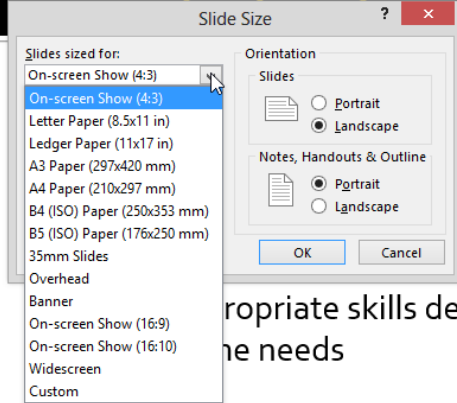 Slide Size
?
Slides sized for:
On-screen Show (4:3)
On-screen Show (4:3)
Letter Paper (8.5x11 in)
Ledger Paper (11x17 in)
A3 Paper (297x420 mm)
A4 Paper (210x297 mm)
B4 (ISO) Paper (250x353 mm)
B5 (ISO) Paper (176x250 mm)
35mm Slides
Overhead
Banner
On-screen Show (16:9)
On-screen Show (16:10)
Widescreen
Custom
Orientation
Slides
Portrait
Landscape
Notes, Handouts & Outline
Portrait
Landscape
OK
Cancel
ropriate skills de
he needs